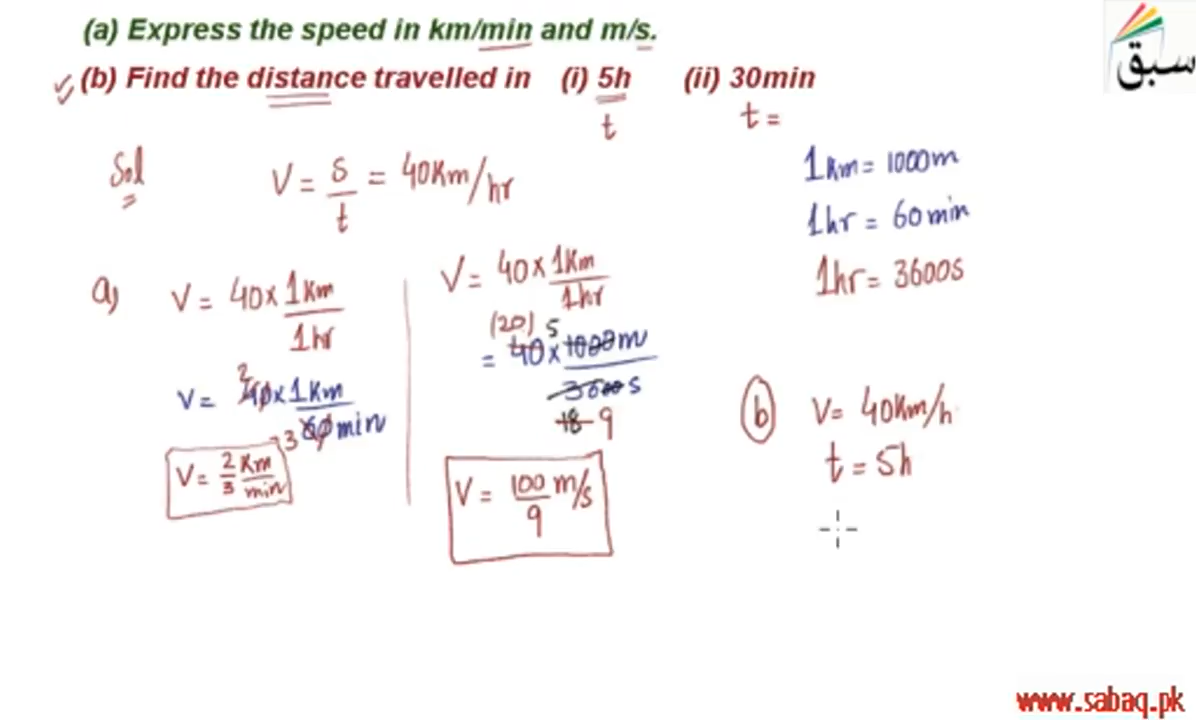 (a) Express the speed in km/min and m/s.
(b) Find the distance travelled in (i) 5h (ii) 30min
سبق
t
t =
Sol
V = s/t = 40Km/hr
1Km = 1000m
1hr = 60min
1hr = 3600s
a)
V = 40 × 1Km/1hr
V = 40 × 1Km/60min
2
3
V = 2/3 Km/min
V = 40 × 1Km/1hr
(20) 5
= 40 × 1000m/3600s
18 9
V = 100/9 m/s
b
V = 40Km/h
t = 5h
www.sabaq.pk